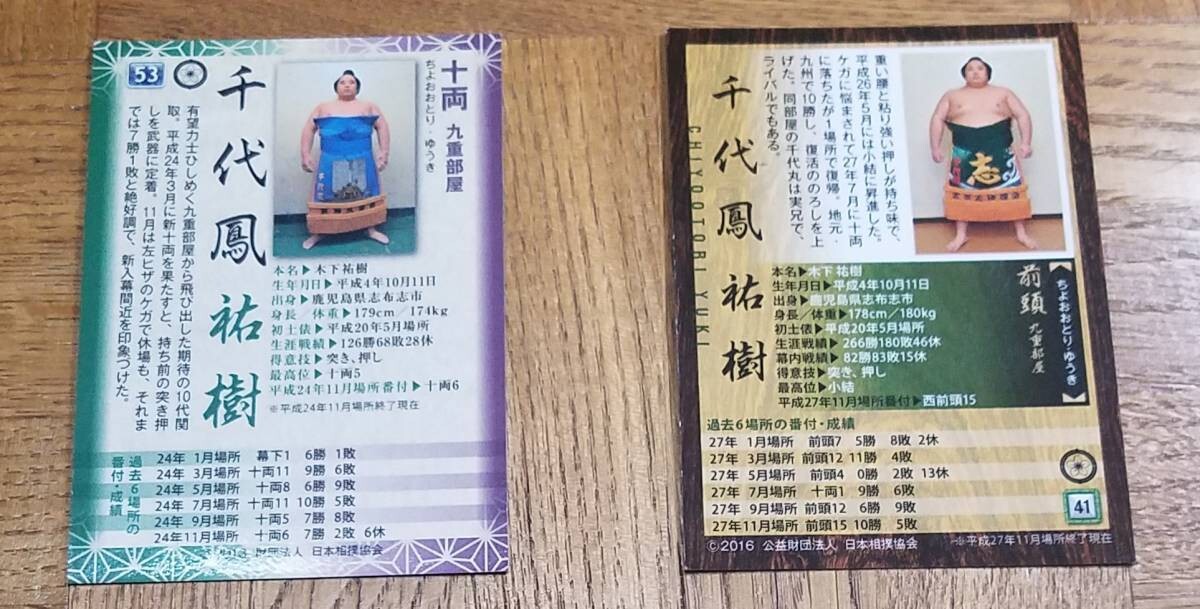 53
十両 九重部屋
ちよおおとり・ゆうき
千代鳳 祐樹
有望力士ひしめく九重部屋から飛び出した期待の10代関
取。平成24年3月に新十両を果たすと、持ち前の突き押
しを武器に定着。11月は左ヒザのケガで休場も、それま
では7勝1敗と絶好調で、新入幕間近を印象づけた。
本名▶木下祐樹
生年月日▶平成4年10月11日
出身▶鹿児島県志布志市
身長／体重▶179cm／174kg
初土俵▶平成20年5月場所
生涯戦績▶126勝68敗28休
得意技▶突き、押し
最高位▶十両5
平成24年11月場所番付▶十両6
※平成24年11月場所終了現在
過去6場所の
番付・成績
24年 1月場所 幕下1 6勝 1敗
24年 3月場所 十両11 9勝 6敗
24年 5月場所 十両8 6勝 9敗
24年 7月場所 十両11 10勝 5敗
24年 9月場所 十両5 7勝 8敗
24年11月場所 十両6 7勝 2敗 6休
財団法人 日本相撲協会
重い腰と粘り強い押しが持ち味で、
平成26年5月には小結に昇進した。
ケガに悩まされて27年7月に十両
に落ちたが1場所で復帰。地元・
九州で10勝し、復活ののろしを上
げた。同部屋の千代丸は実兄で、
ライバルでもある。
志
CHIYOOTORI YUKI
千代鳳 祐樹
ちよおおとり・ゆうき
前頭 九重部屋
本名▶木下 祐樹
生年月日▶平成4年10月11日
出身▶鹿児島県志布志市
身長／体重▶178cm／180kg
初土俵▶平成20年5月場所
生涯戦績▶266勝180敗46休
幕内戦績▶82勝83敗15休
得意技▶突き、押し
最高位▶小結
平成27年11月場所番付▶西前頭15
過去6場所の番付・成績
27年 1月場所 前頭7 5勝 8敗 2休
27年 3月場所 前頭12 11勝 4敗
27年 5月場所 前頭4 0勝 2敗 13休
27年 7月場所 十両1 9勝 6敗
27年 9月場所 前頭12 6勝 9敗
27年11月場所 前頭15 10勝 5敗
41
©2016 公益財団法人 日本相撲協会
※平成27年11月場所終了現在